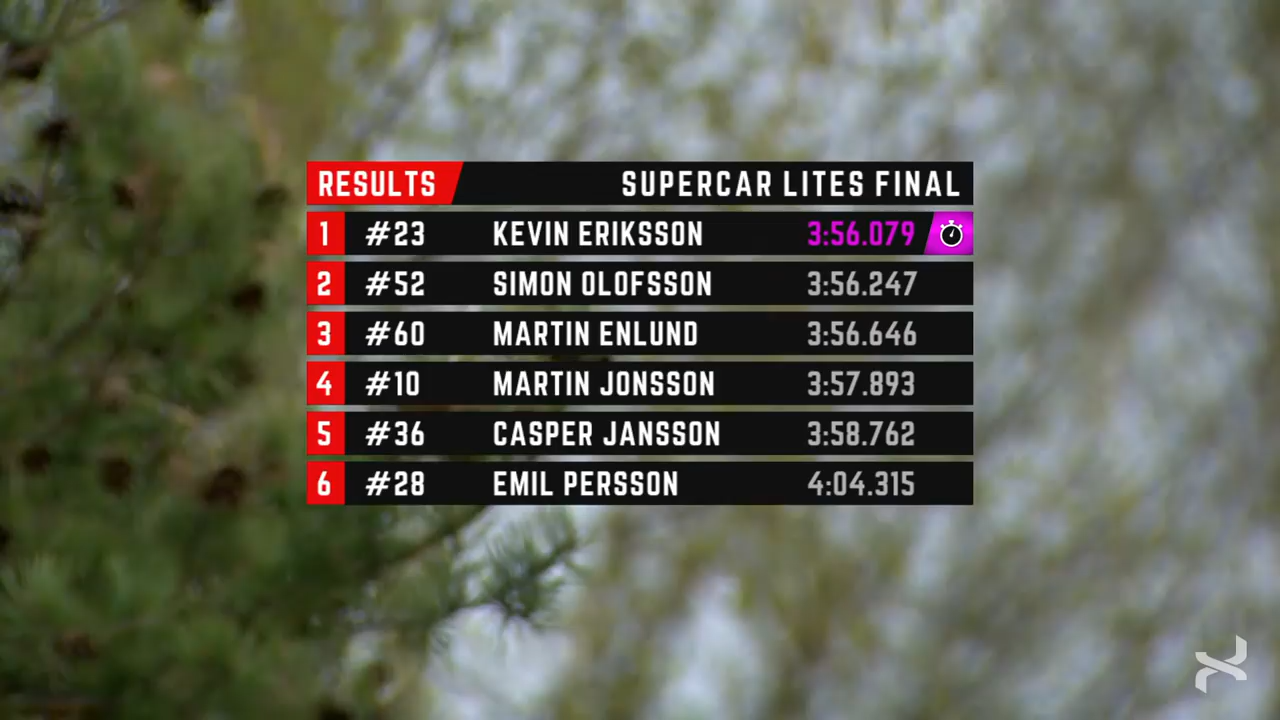 RESULTS SUPERCAR LITES FINAL
1 #23 KEVIN ERIKSSON 3:56.079
2 #52 SIMON OLOFSSON 3:56.247
3 #60 MARTIN ENLUND 3:56.646
4 #10 MARTIN JONSSON 3:57.893
5 #36 CASPER JANSSON 3:58.762
6 #28 EMIL PERSSON 4:04.315